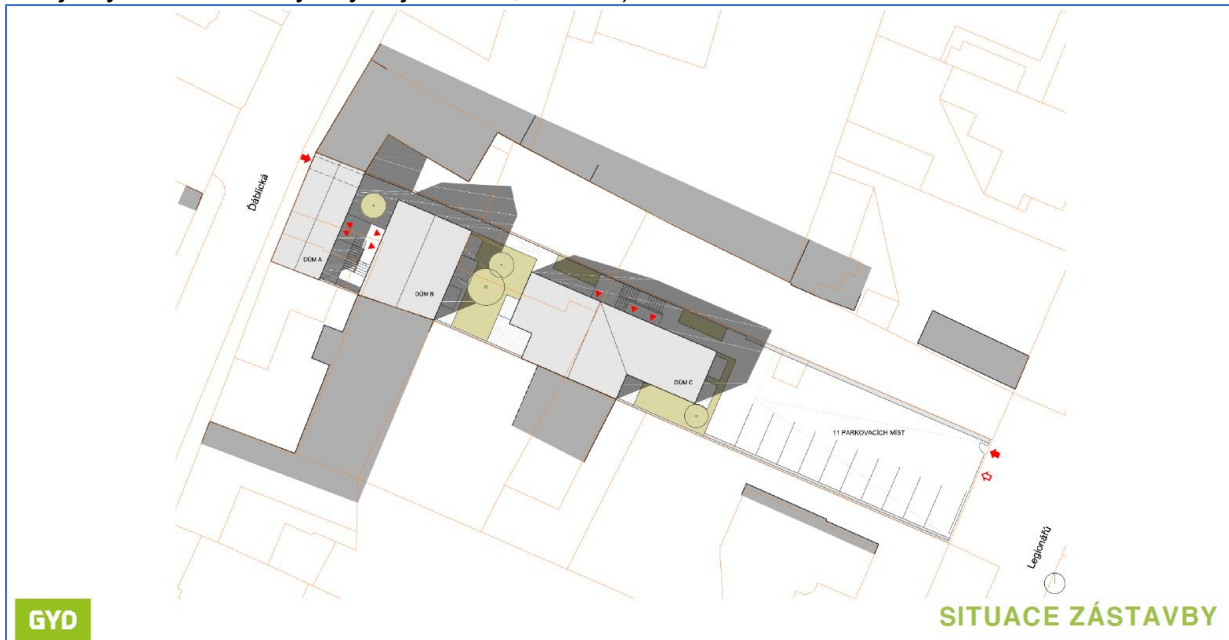 Ďáblická
DŮM A
DŮM B
DŮM C
11 PARKOVACÍCH MÍST
Legionářů
GYD
SITUACE ZÁSTAVBY